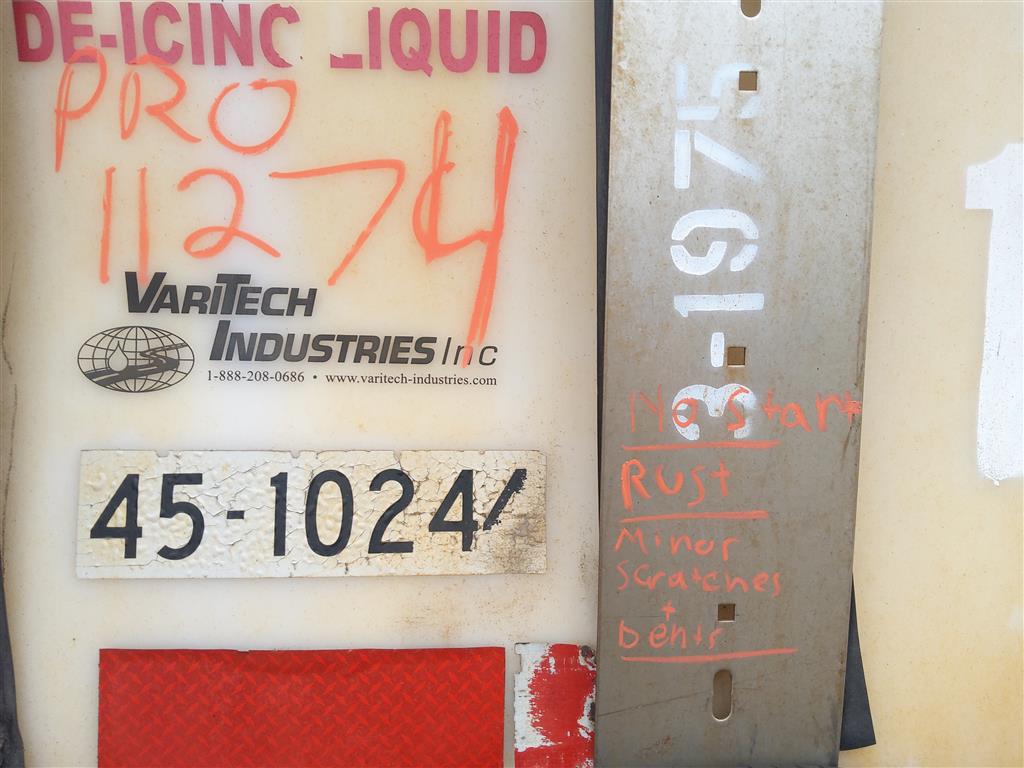 DE-ICING LIQUID
PRO
11274
VARITECH
INDUSTRIES Inc
1-888-208-0686 • www.varitech-industries.com
45-1024/
3-1975
No Start
RUST
Minor
scratches
+
Dents
1